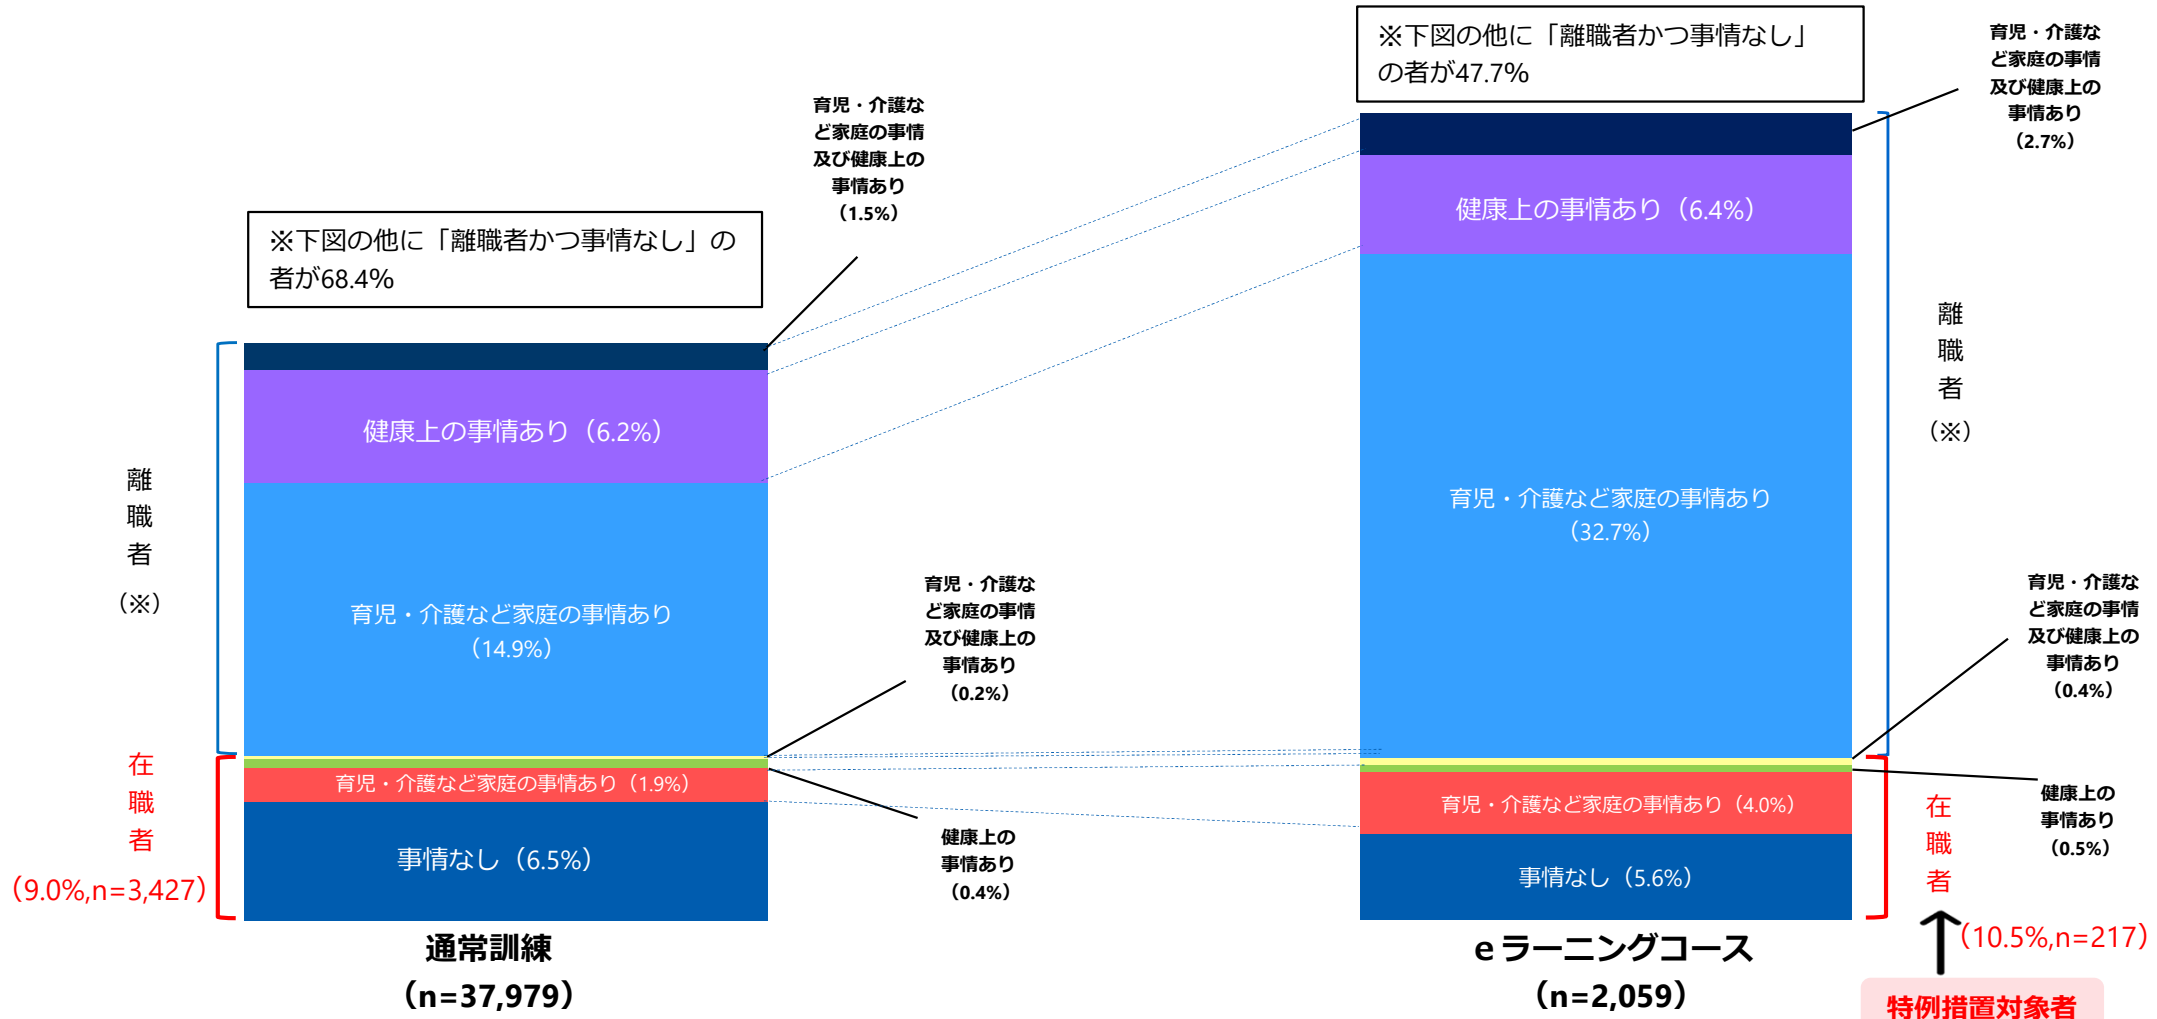 ※下図の他に「離職者かつ事情なし」の
者が68.4%
育児・介護な
ど家庭の事情
及び健康上の
事情あり
（1.5%）
健康上の事情あり（6.2%）
育児・介護など家庭の事情あり
（14.9%）
離
職
者
（※）
育児・介護な
ど家庭の事情
及び健康上の
事情あり
（0.2%）
在
職
者
（9.0%,n=3,427）
育児・介護など家庭の事情あり（1.9%）
事情なし（6.5%）
健康上の
事情あり
（0.4%）
通常訓練
（n=37,979）
※下図の他に「離職者かつ事情なし」
の者が47.7%
育児・介護な
ど家庭の事情
及び健康上の
事情あり
（2.7%）
健康上の事情あり（6.4%）
育児・介護など家庭の事情あり
（32.7%）
離
職
者
（※）
育児・介護な
ど家庭の事情
及び健康上の
事情あり
（0.4%）
育児・介護など家庭の事情あり（4.0%）
事情なし（5.6%）
健康上の
事情あり
（0.5%）
在
職
者
（10.5%,n=217）
eラーニングコース
（n=2,059）
特例措置対象者